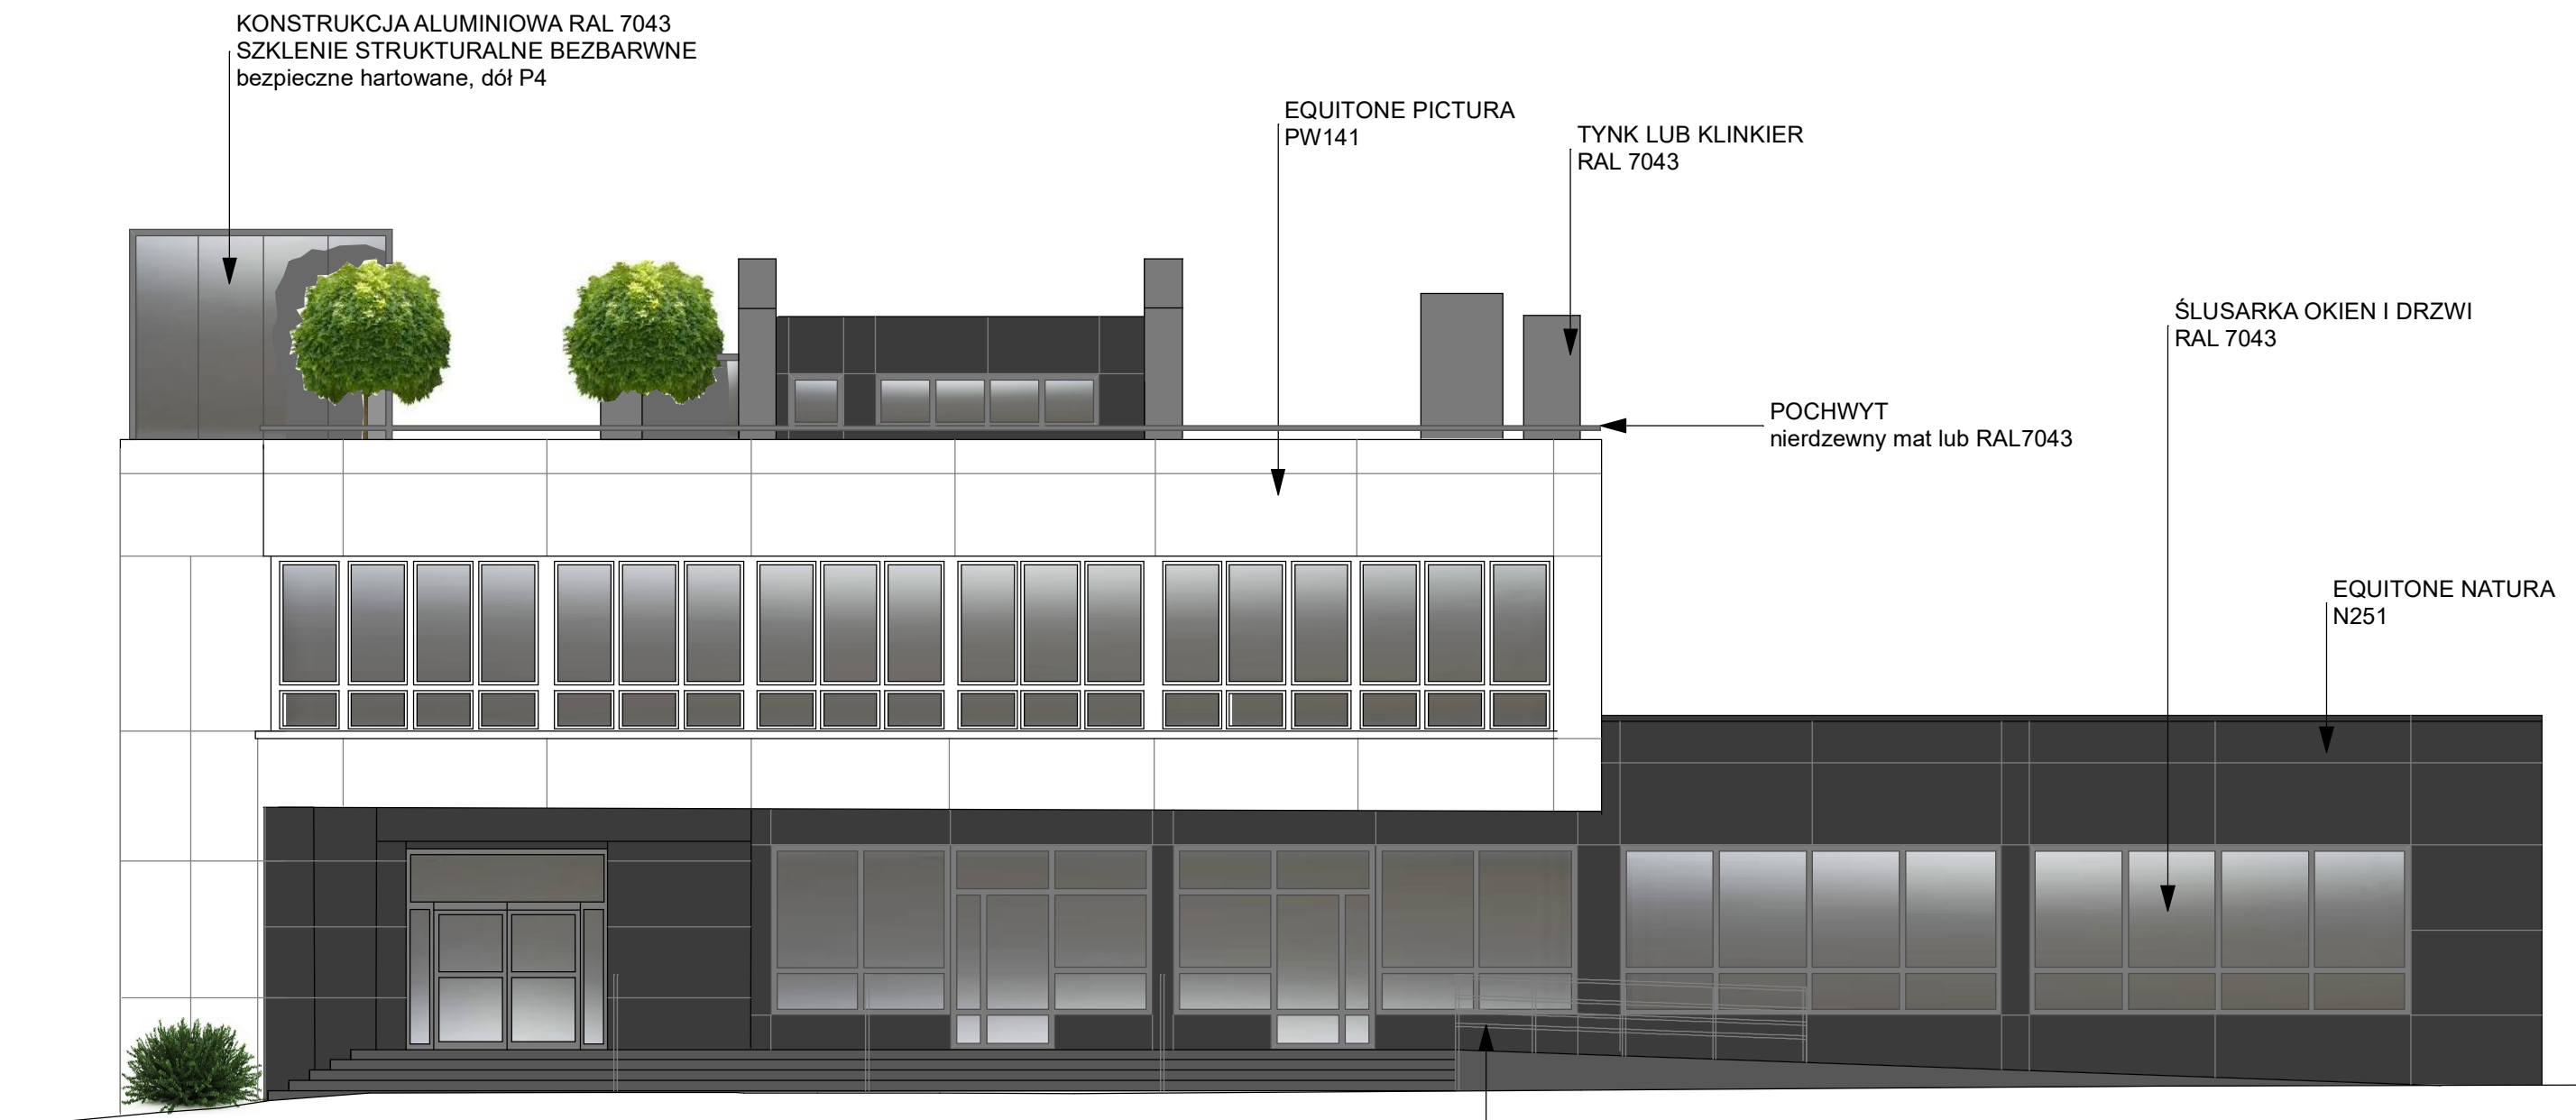 KONSTRUKCJA ALUMINIOWA RAL 7043
SZKLENIE STRUKTURALNE BEZBARWNE
bezpieczne hartowane, dół P4
EQUITONE PICTURA
PW141
TYNK LUB KLINKIER
RAL 7043
ŚLUSARKA OKIEN I DRZWI
RAL 7043
POCHWYT
nierdzewny mat lub RAL7043
EQUITONE NATURA
N251